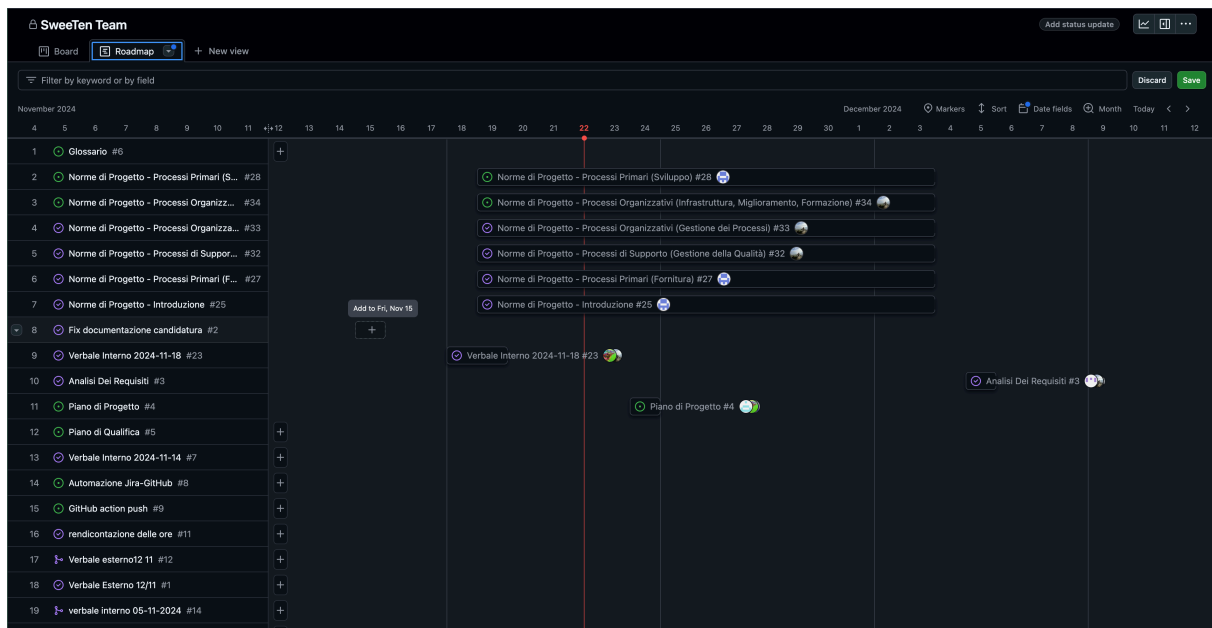 SweeTen Team
Add status update
Board
Roadmap
New view
Filter by keyword or by field
Discard
Save
November 2024
December 2024
Markers
Sort
Date fields
Month
Today
4 5 6 7 8 9 10 11 12 13 14 15 16 17 18 19 20 21 22 23 24 25 26 27 28 29 30 1 2 3 4 5 6 7 8 9 10 11 12
1 Glossario #6
2 Norme di Progetto - Processi Primari (S... #28
Norme di Progetto - Processi Primari (Sviluppo) #28
3 Norme di Progetto - Processi Organizz... #34
Norme di Progetto - Processi Organizzativi (Infrastruttura, Miglioramento, Formazione) #34
4 Norme di Progetto - Processi Organizza... #33
Norme di Progetto - Processi Organizzativi (Gestione dei Processi) #33
5 Norme di Progetto - Processi di Suppor... #32
Norme di Progetto - Processi di Supporto (Gestione della Qualità) #32
6 Norme di Progetto - Processi Primari (F... #27
Norme di Progetto - Processi Primari (Fornitura) #27
7 Norme di Progetto - Introduzione #25
Add to Fri, Nov 15
Norme di Progetto - Introduzione #25
8 Fix documentazione candidatura #2
9 Verbale Interno 2024-11-18 #23
Verbale Interno 2024-11-18 #23
10 Analisi Dei Requisiti #3
Analisi Dei Requisiti #3
11 Piano di Progetto #4
Piano di Progetto #4
12 Piano di Qualifica #5
13 Verbale Interno 2024-11-14 #7
14 Automazione Jira-GitHub #8
15 GitHub action push #9
16 rendicontazione delle ore #11
17 Verbale esterno12 11 #12
18 Verbale Esterno 12/11 #1
19 verbale interno 05-11-2024 #14